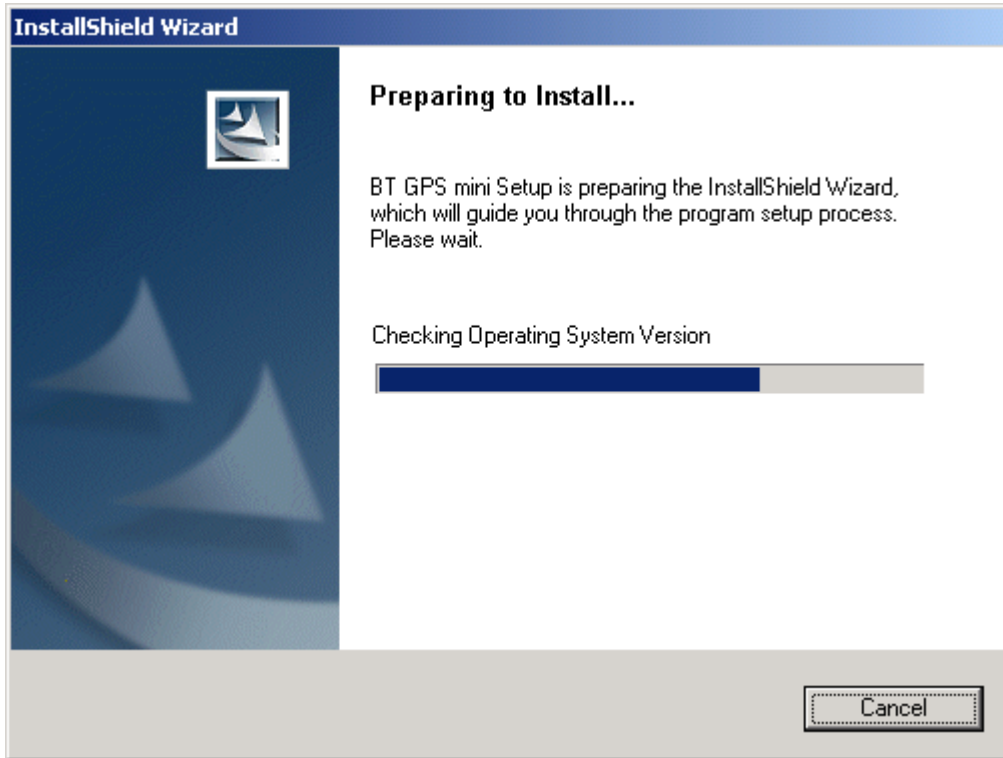 InstallShield Wizard
Preparing to Install...
BT GPS mini Setup is preparing the InstallShield Wizard,
which will guide you through the program setup process.
Please wait.
Checking Operating System Version
Cancel